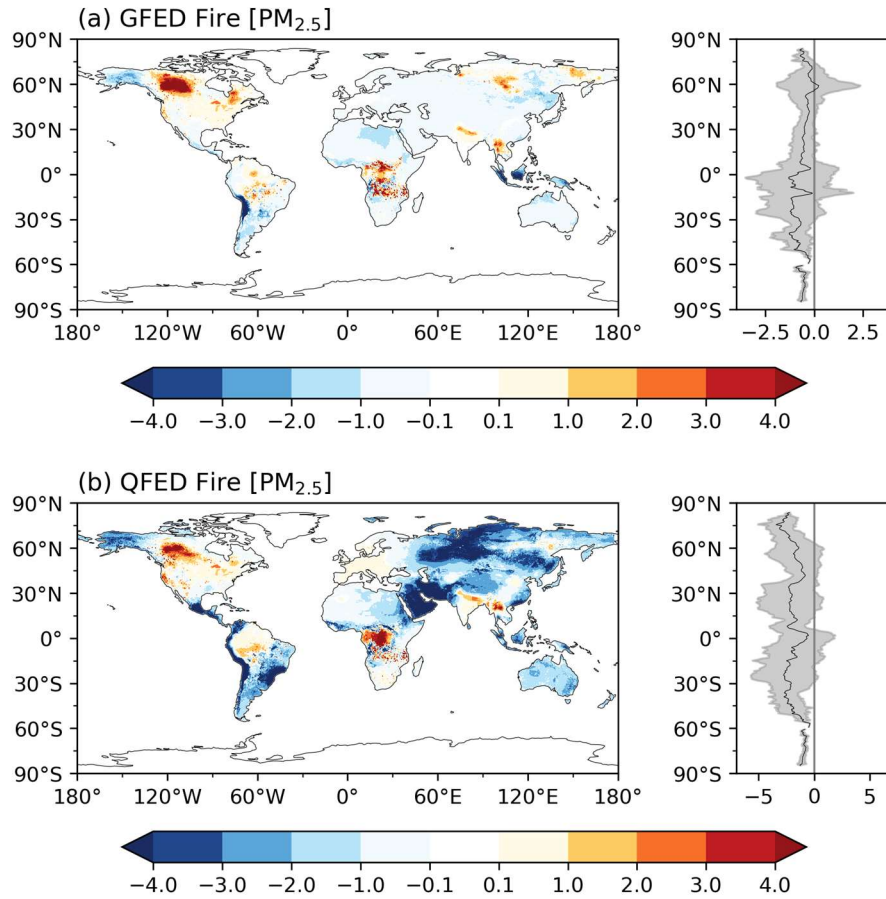 (a) GFED Fire [PM₂.₅]
90°N
60°N
30°N
0°
30°S
60°S
90°S
180° 120°W 60°W 0° 60°E 120°E 180°
90°N
60°N
30°N
0°
30°S
60°S
90°S
−2.5 0.0 2.5
−4.0 −3.0 −2.0 −1.0 −0.1 0.1 1.0 2.0 3.0 4.0
(b) QFED Fire [PM₂.₅]
90°N
60°N
30°N
0°
30°S
60°S
90°S
180° 120°W 60°W 0° 60°E 120°E 180°
90°N
60°N
30°N
0°
30°S
60°S
90°S
−5 0 5
−4.0 −3.0 −2.0 −1.0 −0.1 0.1 1.0 2.0 3.0 4.0